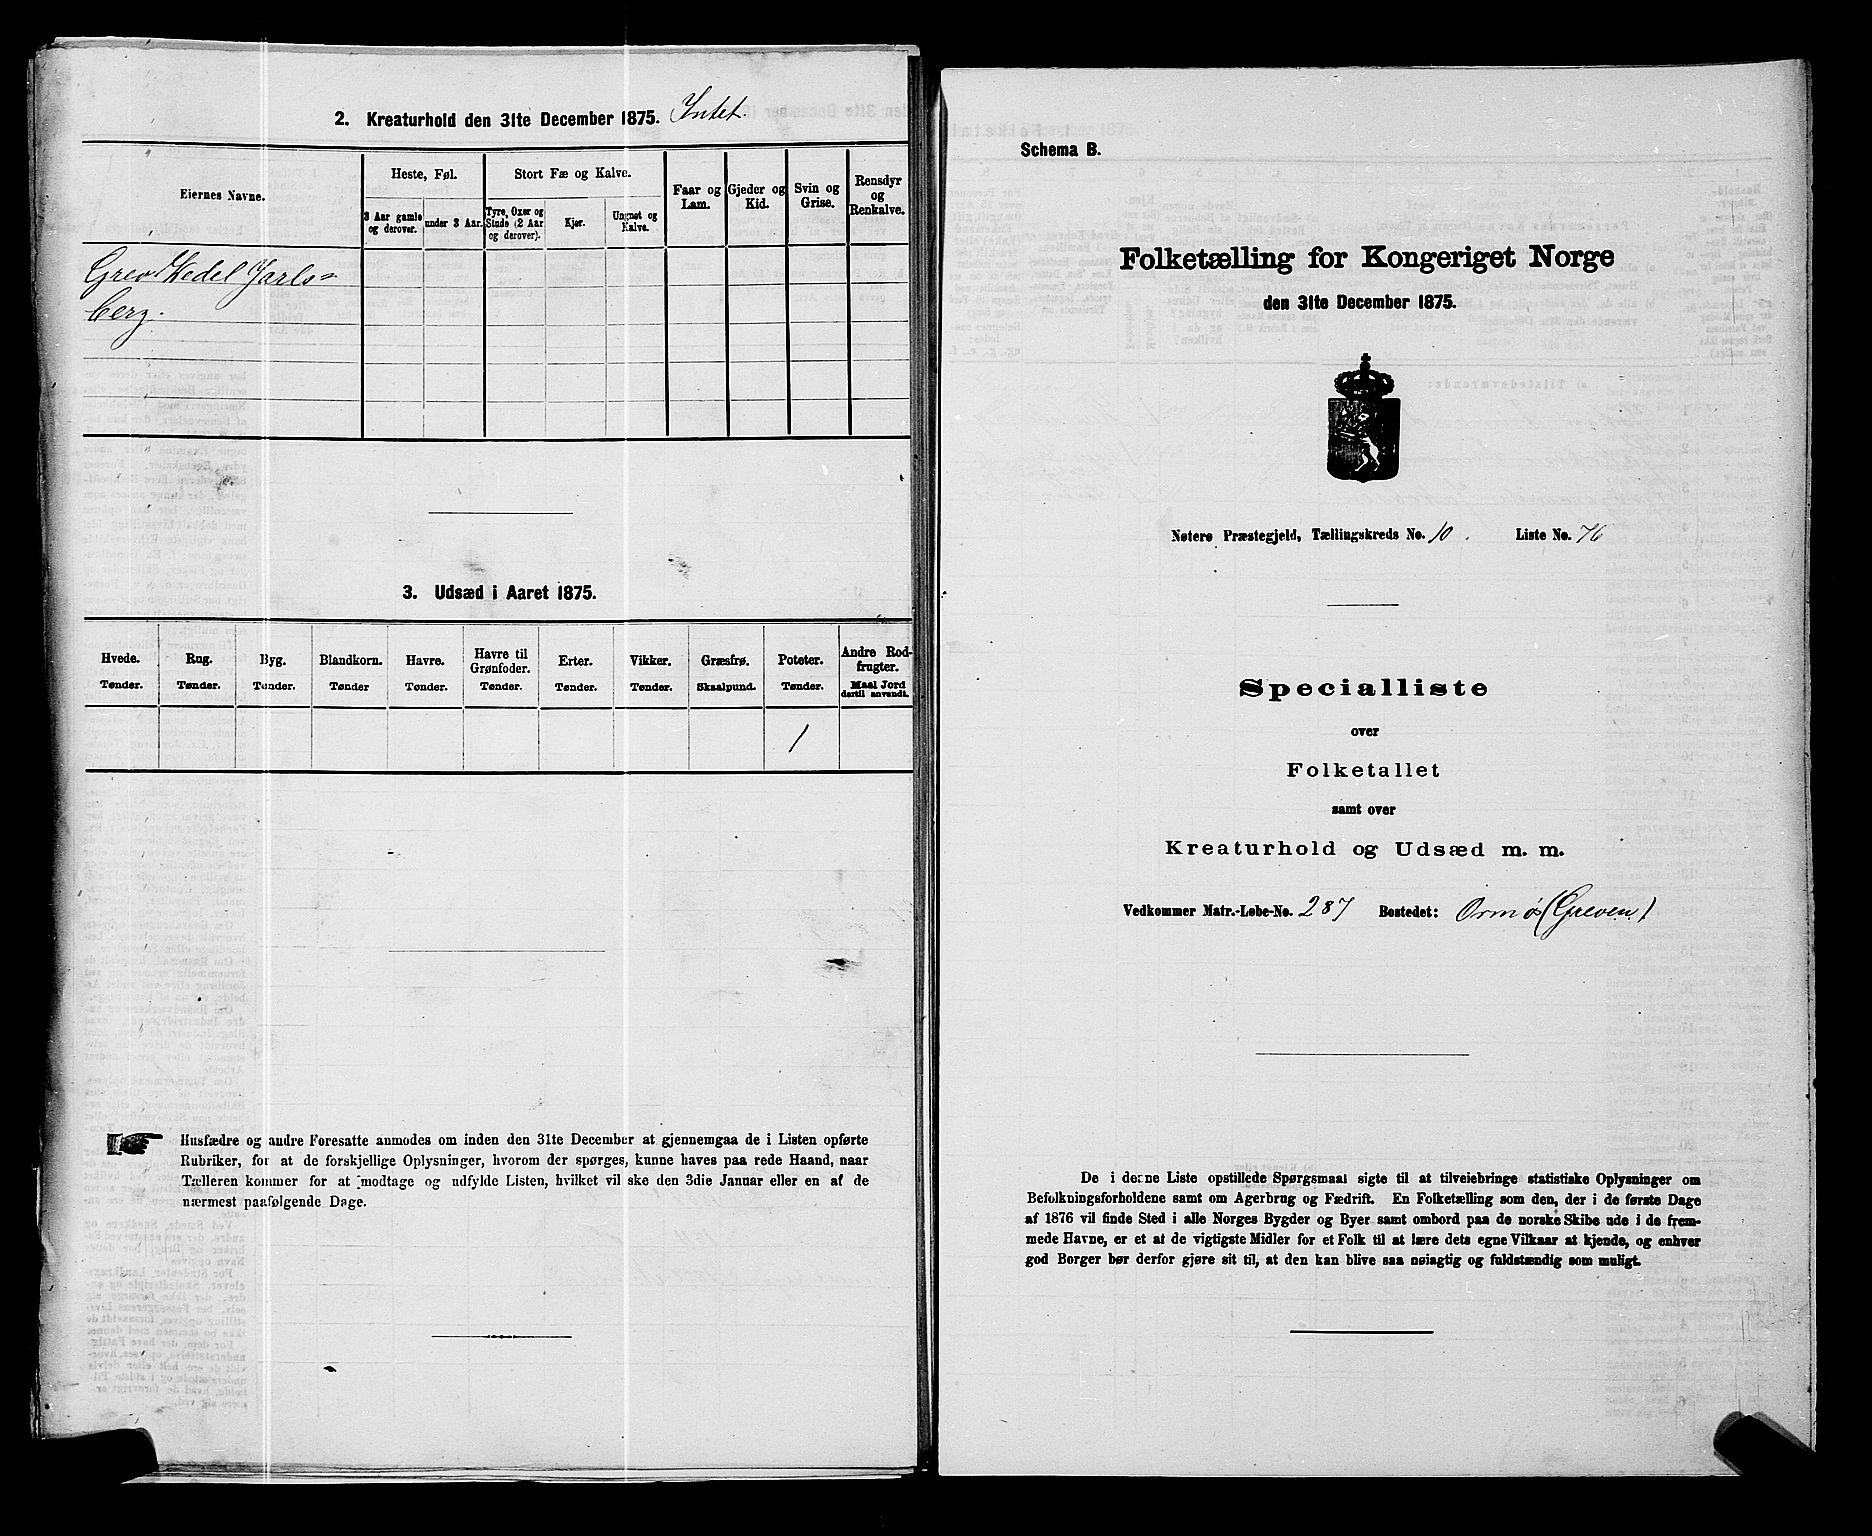 2. Kreaturhold den 31te December 1875. Intet.
Eiernes Navne.
Heste, Føl.
Stort Fæ og Kalve.
Faar og Lam.
Gjeder og Kid.
Svin og Grise.
Rensdyr og Renkalve.
3 Aar gamle og derover.
under 3 Aar.
Tyre, Oxer og Stude (2 Aar og derover).
Kjør.
Ungnøt og Kalve.
Grev Wedel Jarls=
berg.
3. Udsæd i Aaret 1875.
Hvede. Rug. Byg. Blandkorn. Havre. Havre til Grønfoder. Erter. Vikker. Græsfrø. Poteter. Andre Rodfrugter.
Tønder. Tønder. Tønder. Tønder Tønder. Tønder. Tønder. Tønder. Skaalpund. Tønder. Maal Jord dertil anvendt.
1
Husfædre og andre Foresatte anmodes om inden den 31te December at gjennemgaa de i Listen opførte
Rubriker, for at de forskjellige Oplysninger, hvorom der spørges, kunne haves paa rede Haand, naar
Tælleren kommer for at modtage og udfylde Listen, hvilket vil ske den 3die Januar eller en af de
nærmest paafølgende Dage.
Schema B.
Folketælling for Kongeriget Norge
den 31te December 1875.
Nøterø Præstegjeld, Tællingskreds No. 10. Liste No. 76
Specialliste
over
Folketallet
samt over
Kreaturhold og Udsæd m. m.
Vedkommer Matr.-Løbe-No. 287 Bostedet: Ormø (Greven)
De i denne Liste opstillede Spørgsmaal sigte til at tilveiebringe statistiske Oplysninger om
Befolkningsforholdene samt om Agerbrug og Fædrift. En Folketælling som den, der i de første Dage
af 1876 vil finde Sted i alle Norges Bygder og Byer samt ombord paa de norske Skibe ude i de frem-
mede Havne, er et af de vigtigste Midler for et Folk til at lære dets egne Vilkaar at kjende, og enhver
god Borger bør derfor gjøre sit til, at den kan blive saa nøiagtig og fuldstændig som muligt.